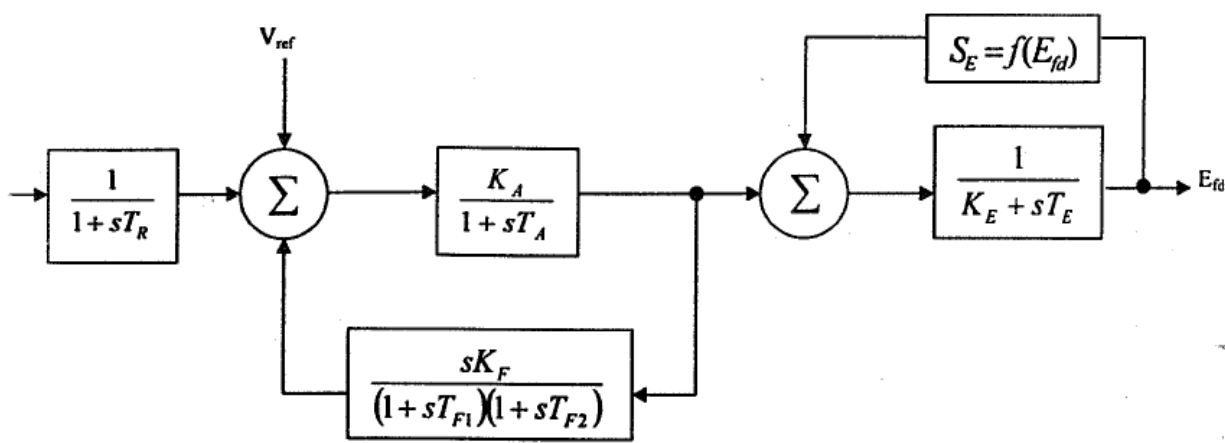 V_ref
S_E = f(E_fd)
1 / (1 + sT_R)
Σ
K_A / (1 + sT_A)
Σ
1 / (K_E + sT_E)
E_fd
sK_F / (1 + sT_F1)(1 + sT_F2)